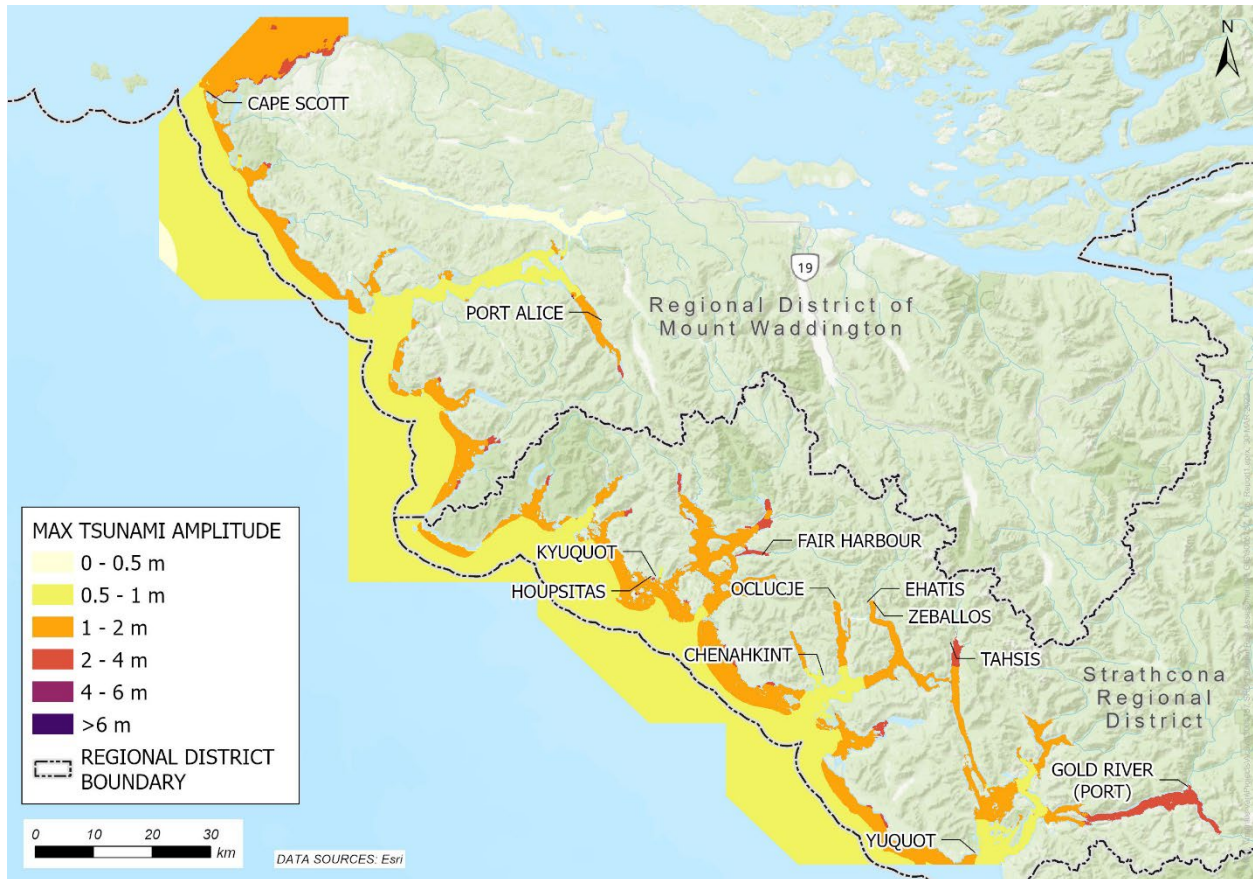 N
CAPE SCOTT
19
Regional District of
Mount Waddington
PORT ALICE
FAIR HARBOUR
KYUQUOT
HOUPSITAS
OCLUCJE
EHATIS
ZEBALLOS
CHENAHKINT
TAHSIS
Strathcona
Regional
District
GOLD RIVER
(PORT)
YUQUOT
MAX TSUNAMI AMPLITUDE
0 - 0.5 m
0.5 - 1 m
1 - 2 m
2 - 4 m
4 - 6 m
>6 m
REGIONAL DISTRICT
BOUNDARY
0 10 20 30
km
DATA SOURCES: Esri